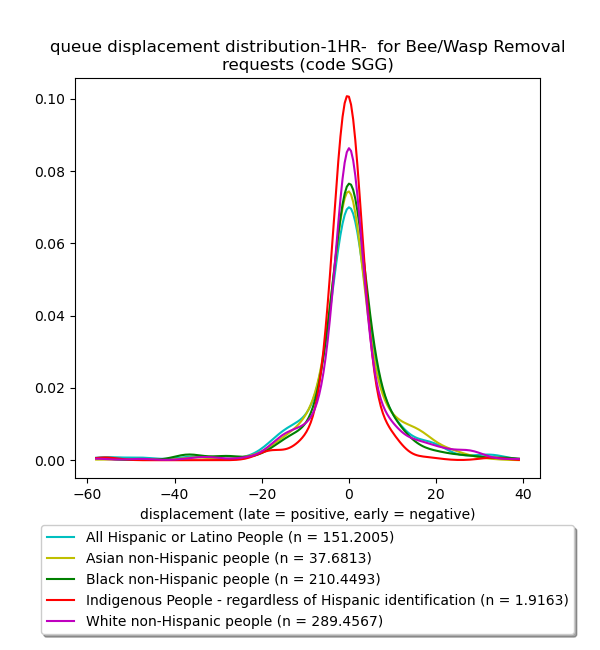 queue displacement distribution-1HR-  for Bee/Wasp Removal
requests (code SGG)
0.10
0.08
0.06
0.04
0.02
0.00
−60 −40 −20 0 20 40
displacement (late = positive, early = negative)
All Hispanic or Latino People (n = 151.2005)
Asian non-Hispanic people (n = 37.6813)
Black non-Hispanic people (n = 210.4493)
Indigenous People - regardless of Hispanic identification (n = 1.9163)
White non-Hispanic people (n = 289.4567)